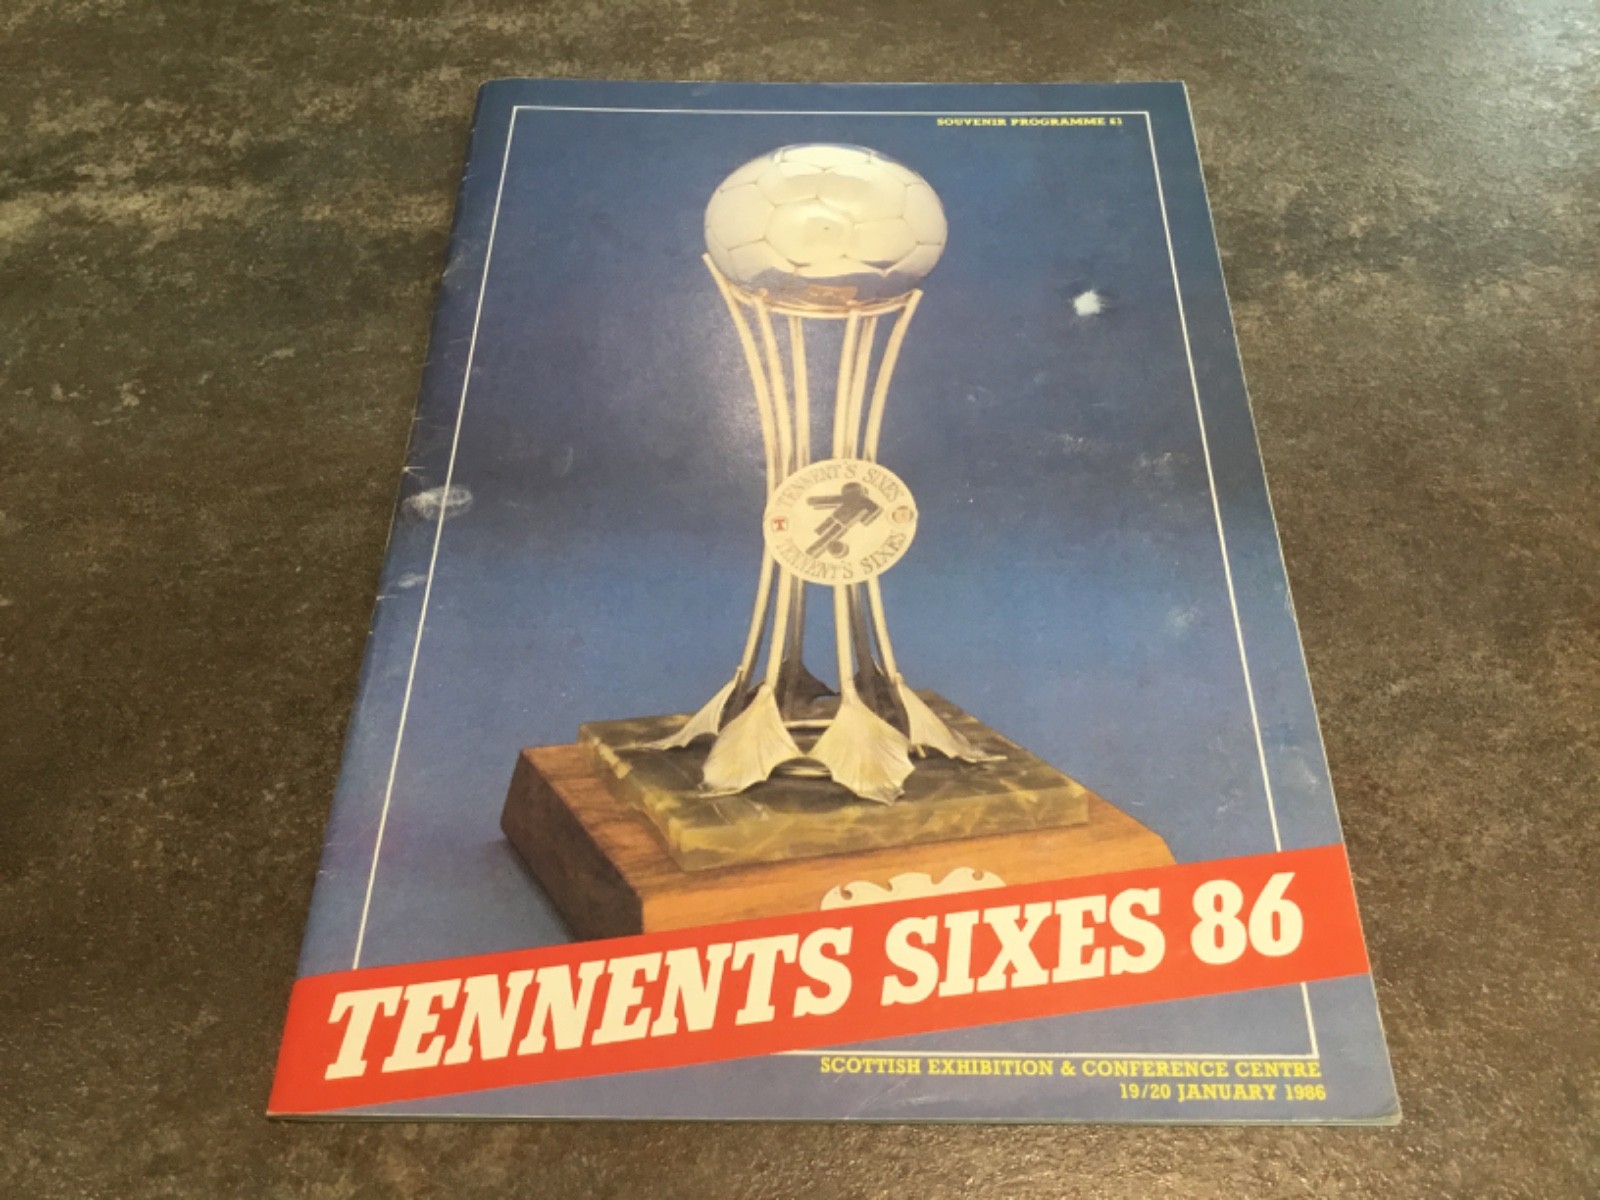 SOUVENIR PROGRAMME £1
TENNENT'S SIXES
T
TENNENT'S SIXES
TENNENTS SIXES 86
SCOTTISH EXHIBITION & CONFERENCE CENTRE
19/20 JANUARY 1986